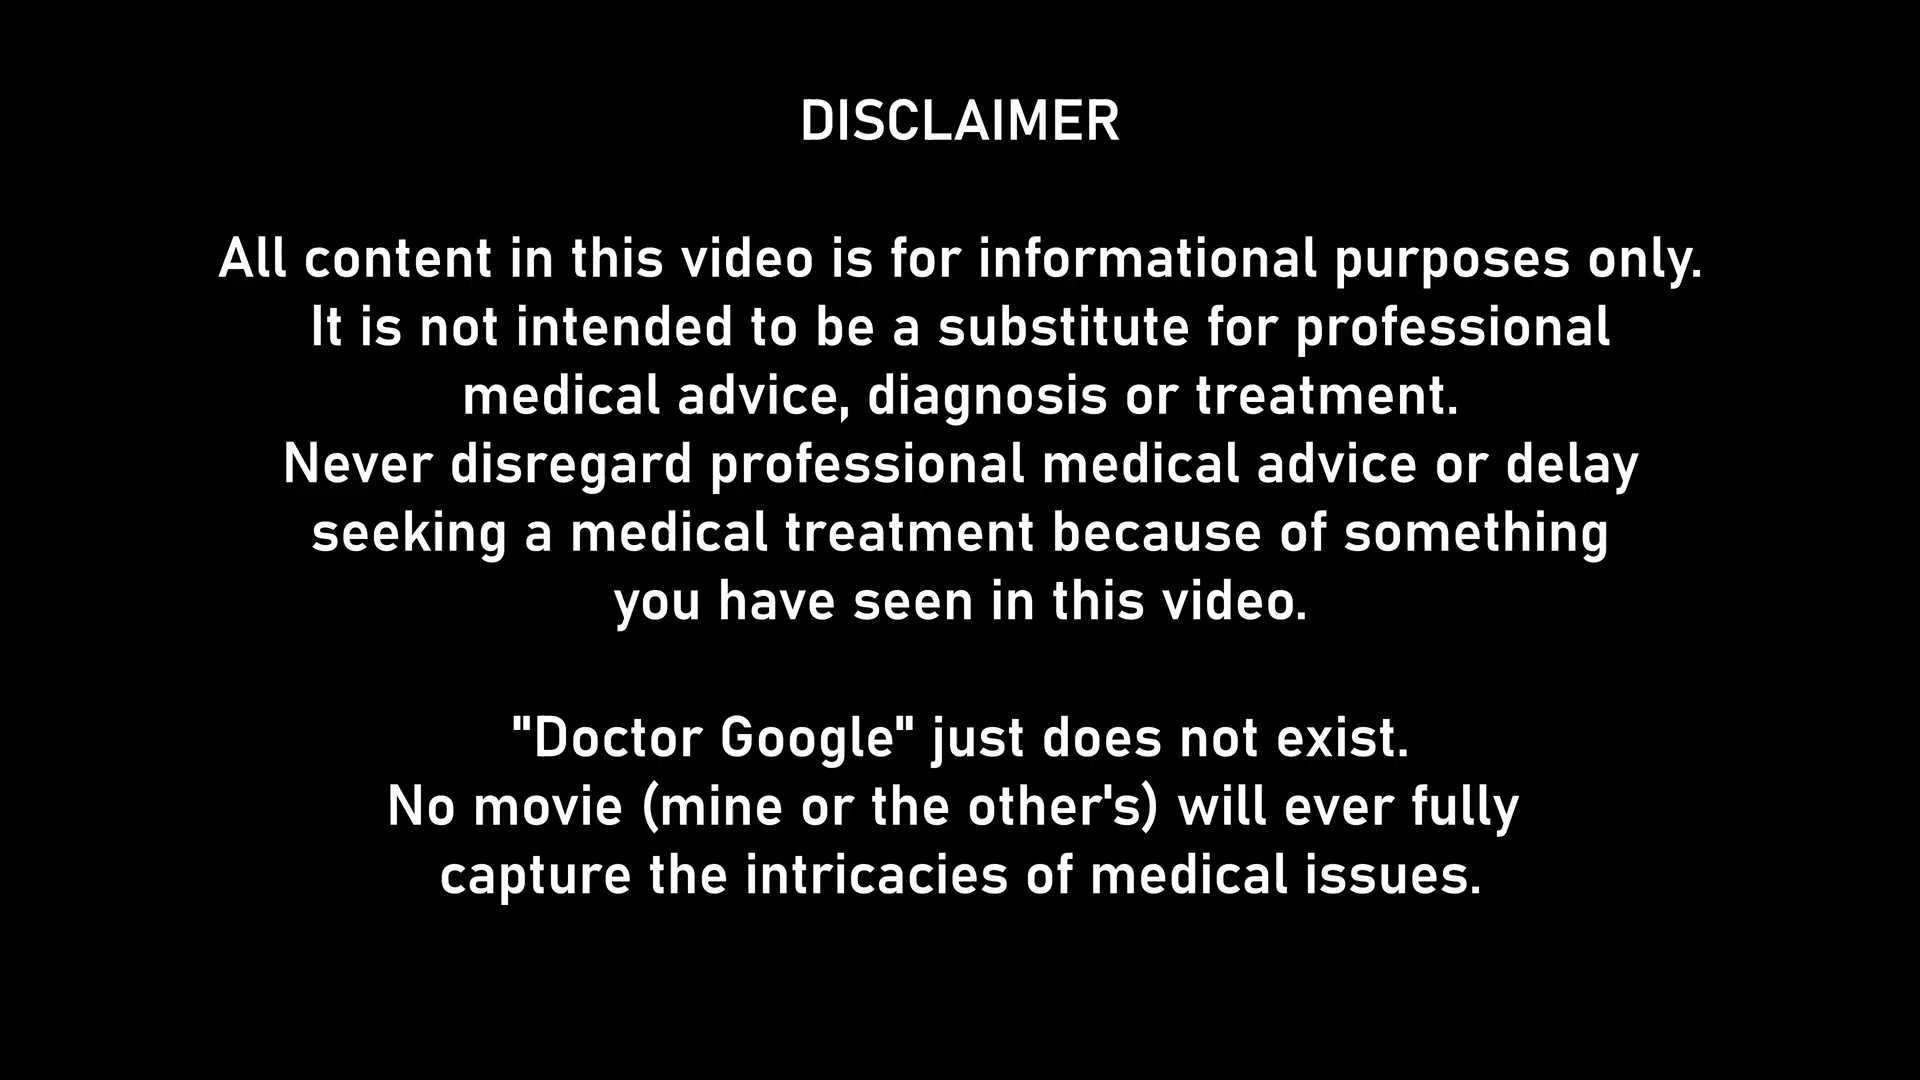 DISCLAIMER
All content in this video is for informational purposes only.
It is not intended to be a substitute for professional
medical advice, diagnosis or treatment.
Never disregard professional medical advice or delay
seeking a medical treatment because of something
you have seen in this video.
"Doctor Google" just does not exist.
No movie (mine or the other's) will ever fully
capture the intricacies of medical issues.